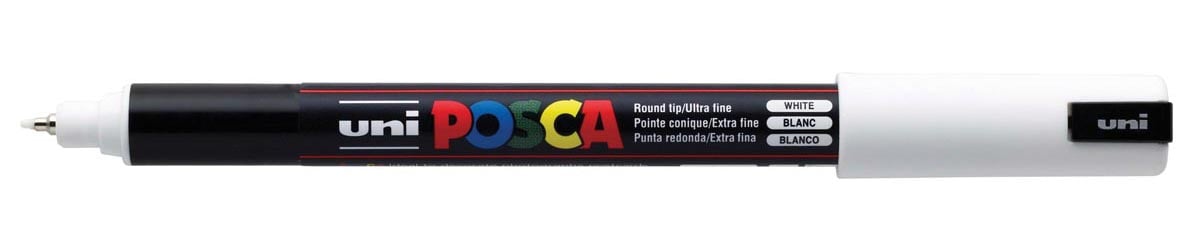 uni POSCA
Round tip/Ultra fine WHITE
Pointe conique/Extra fine BLANC
Punta redonda/Extra fina BLANCO
uni